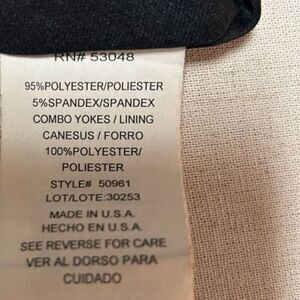 RN# 53048
95%POLYESTER/POLIESTER
5%SPANDEX/SPANDEX
COMBO YOKES / LINING
CANESUS / FORRO
100%POLYESTER/
POLIESTER
STYLE# 50961
LOT/LOTE:30253
MADE IN U.S.A.
HECHO EN U.S.A.
SEE REVERSE FOR CARE
VER AL DORSO PARA
CUIDADO